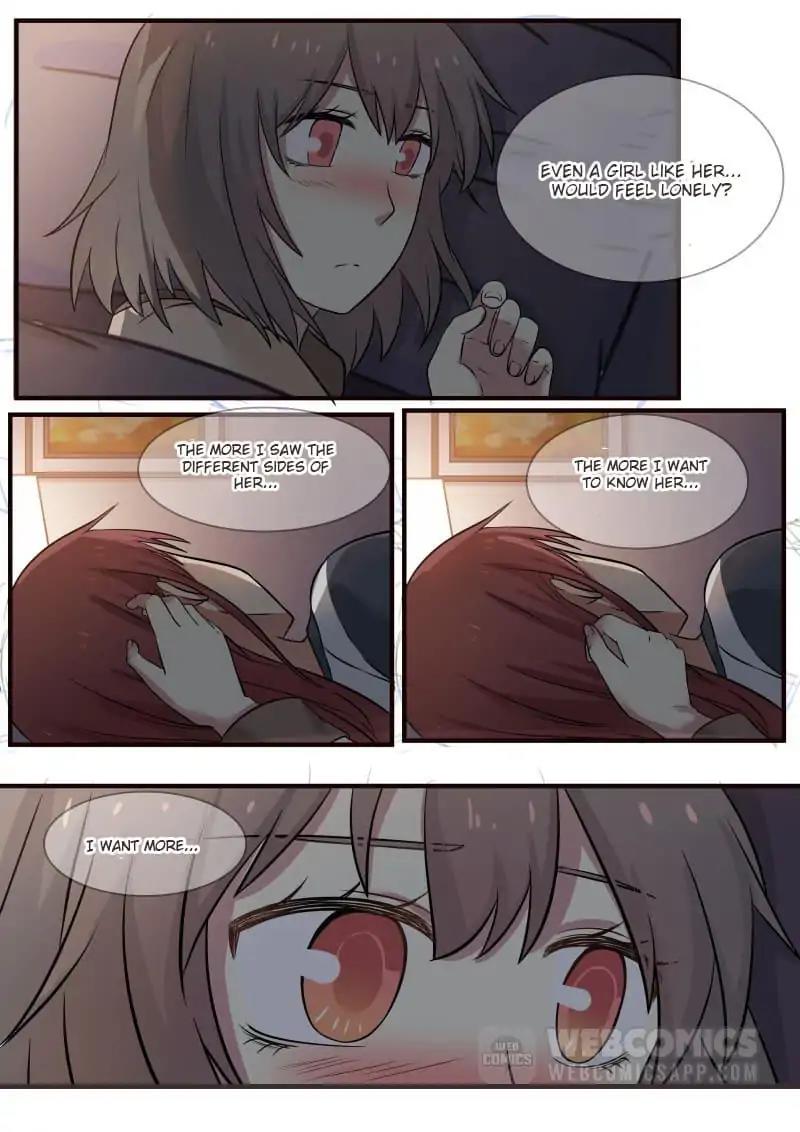 EVEN A GIRL LIKE HER...
WOULD FEEL LONELY?
THE MORE I SAW THE
DIFFERENT SIDES OF
HER...
THE MORE I WANT
TO KNOW HER...
I WANT MORE...
WEB
COMICS
WEBCOMICS
WEBCOMICSAPP.COM